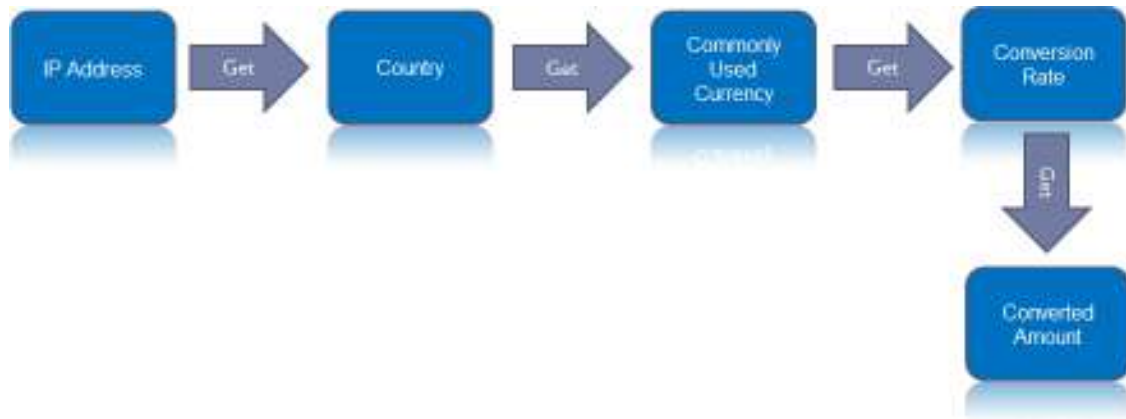 IP Address
Get
Country
Get
Commonly
Used
Currency
Get
Conversion
Rate
Get
Converted
Amount